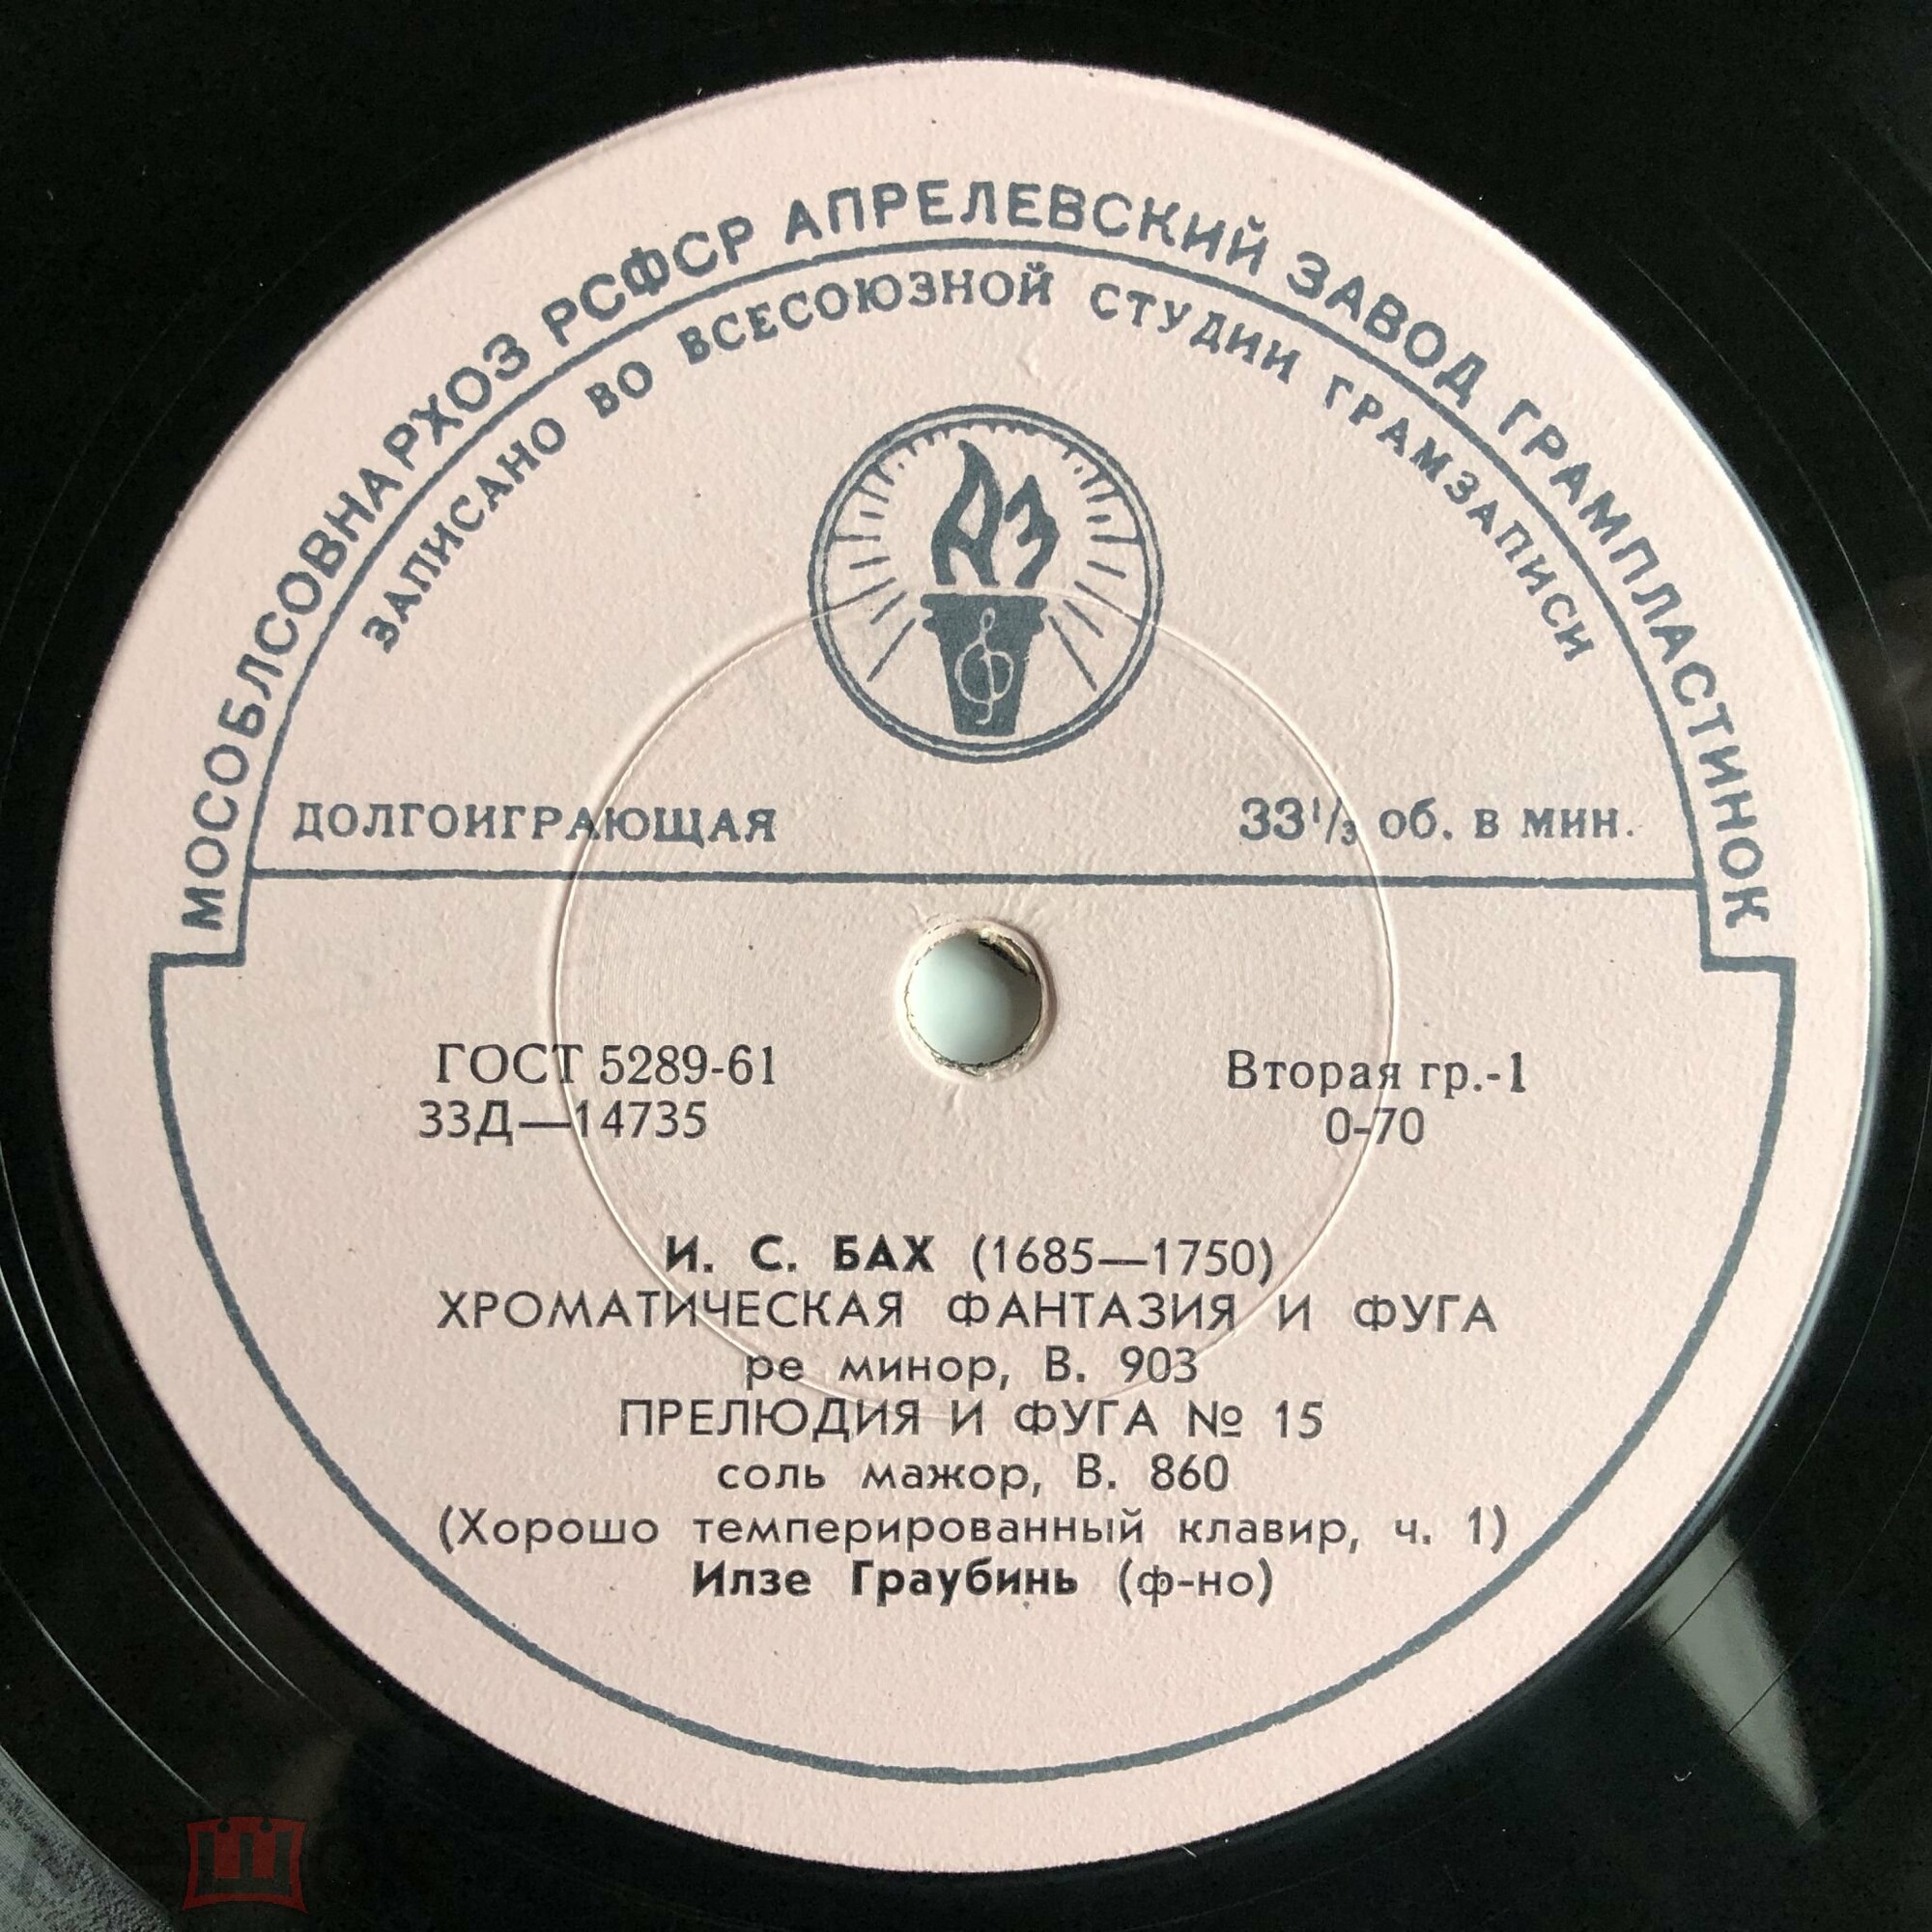 МОСОБЛСОВНАРХОЗ РСФСР АПРЕЛЕВСКИЙ ЗАВОД ГРАМПЛАСТИНОК
ЗАПИСАНО ВО ВСЕСОЮЗНОЙ СТУДИИ ГРАМЗАПИСИ
АЗ
ДОЛГОИГРАЮЩАЯ 33¹/₃ об. в мин.
ГОСТ 5289-61 Вторая гр.-1
33Д—14735 0-70
И. С. БАХ (1685—1750)
ХРОМАТИЧЕСКАЯ ФАНТАЗИЯ И ФУГА
ре минор, В. 903
ПРЕЛЮДИЯ И ФУГА № 15
соль мажор, В. 860
(Хорошо темперированный клавир, ч. 1)
Илзе Граубинь (ф-но)